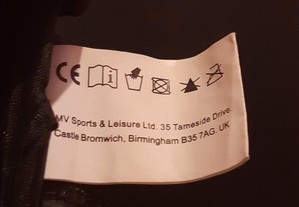 CE
MV Sports & Leisure Ltd. 35 Tameside Drive.
Castle Bromwich, Birmingham B35 7AG. UK